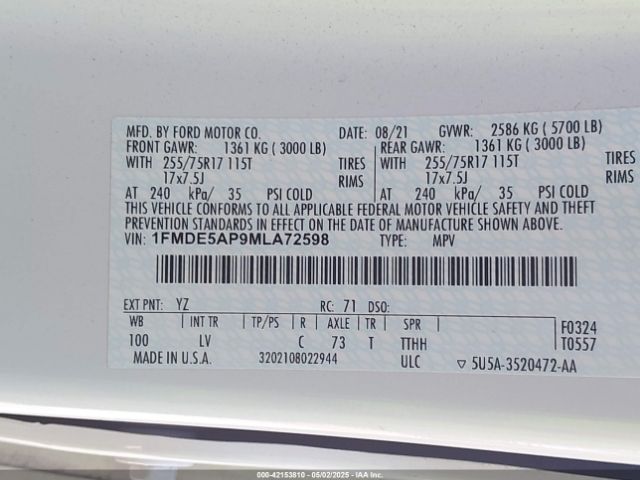 MFD. BY FORD MOTOR CO. DATE: 08/21 GVWR: 2586 KG ( 5700 LB)
FRONT GAWR: 1361 KG ( 3000 LB) REAR GAWR: 1361 KG ( 3000 LB)
WITH 255/75R17 115T TIRES WITH 255/75R17 115T TIRES
17x7.5J RIMS 17x7.5J RIMS
AT 240 kPa/ 35 PSI COLD AT 240 kPa/ 35 PSI COLD
THIS VEHICLE CONFORMS TO ALL APPLICABLE FEDERAL MOTOR VEHICLE SAFETY AND THEFT
PREVENTION STANDARDS IN EFFECT ON THE DATE OF MANUFACTURE SHOWN ABOVE.
VIN: 1FMDE5AP9MLA72598 TYPE: MPV
EXT PNT: YZ RC: 71 DSO:
WB INT TR TP/PS R AXLE TR SPR F0324
100 LV C 73 T TTHH T0557
MADE IN U.S.A. 3202108022944 ULC ▽ 5U5A-3520472-AA
000-42153810 - 05/02/2025 - IAA Inc.